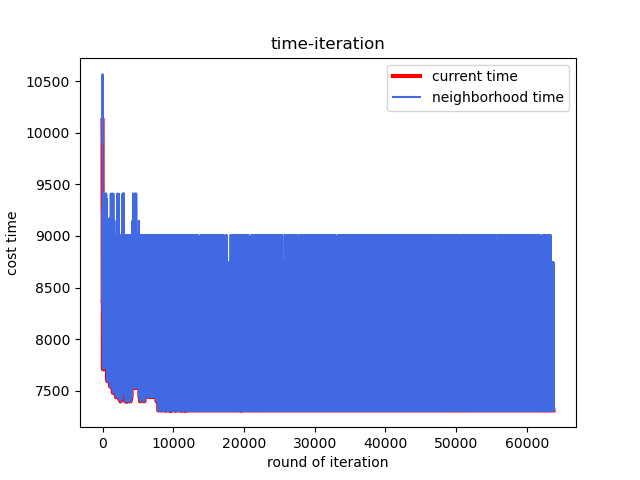 time-iteration
current time
neighborhood time
10500
10000
9500
9000
8500
8000
7500
cost time
0
10000
20000
30000
40000
50000
60000
round of iteration